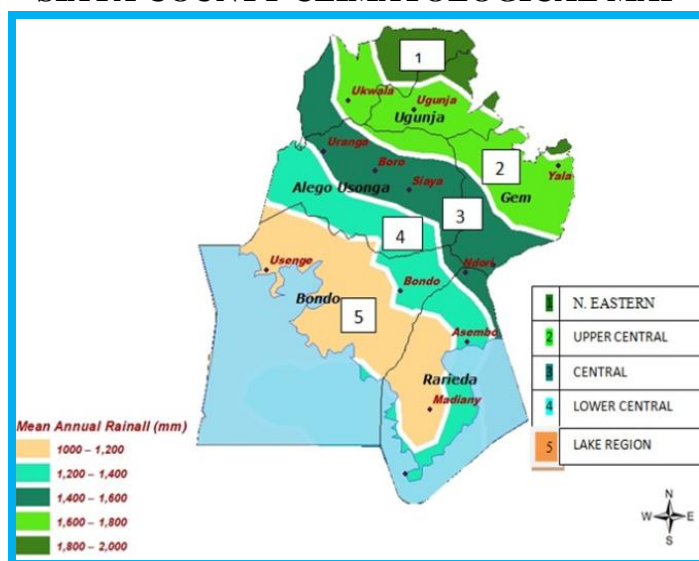 SIAYA COUNTY CLIMATOLOGICAL MAP
1
Ukwala
Ugunja
Ugunja
Uranga
Boro
Siaya
2
Yala
Gem
Alego Usonga
3
4
Ndori
Usenge
Bondo
Bondo
5
Asembo
Rarieda
Madiany
1 N. EASTERN
2 UPPER CENTRAL
3 CENTRAL
4 LOWER CENTRAL
5 LAKE REGION
Mean Annual Rainall (mm)
1000 – 1,200
1,200 – 1,400
1,400 – 1,600
1,600 – 1,800
1,800 – 2,000
N
W E
S